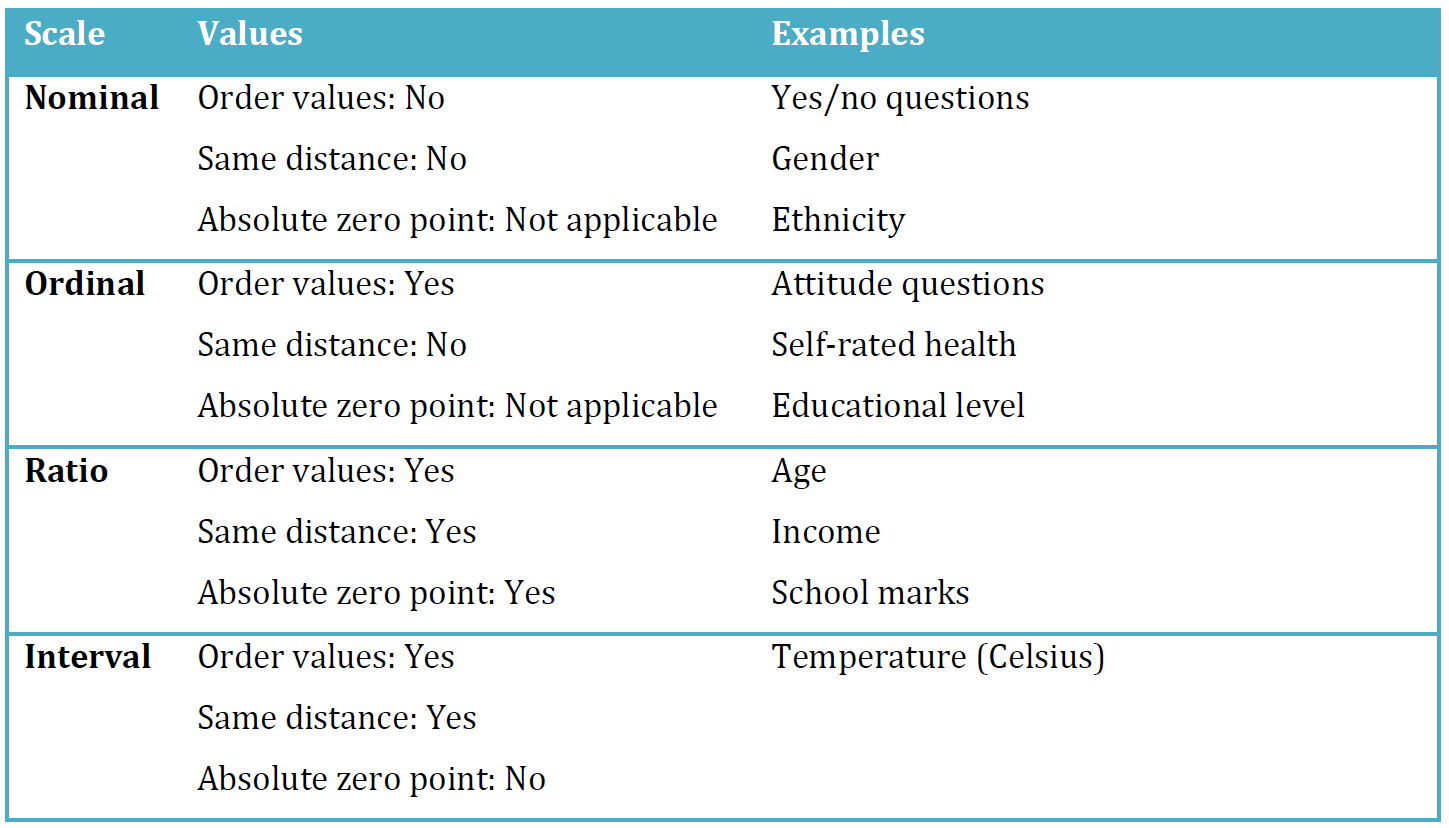 Scale Values Examples
Nominal Order values: No Yes/no questions
Same distance: No Gender
Absolute zero point: Not applicable Ethnicity
Ordinal Order values: Yes Attitude questions
Same distance: No Self-rated health
Absolute zero point: Not applicable Educational level
Ratio Order values: Yes Age
Same distance: Yes Income
Absolute zero point: Yes School marks
Interval Order values: Yes Temperature (Celsius)
Same distance: Yes
Absolute zero point: No